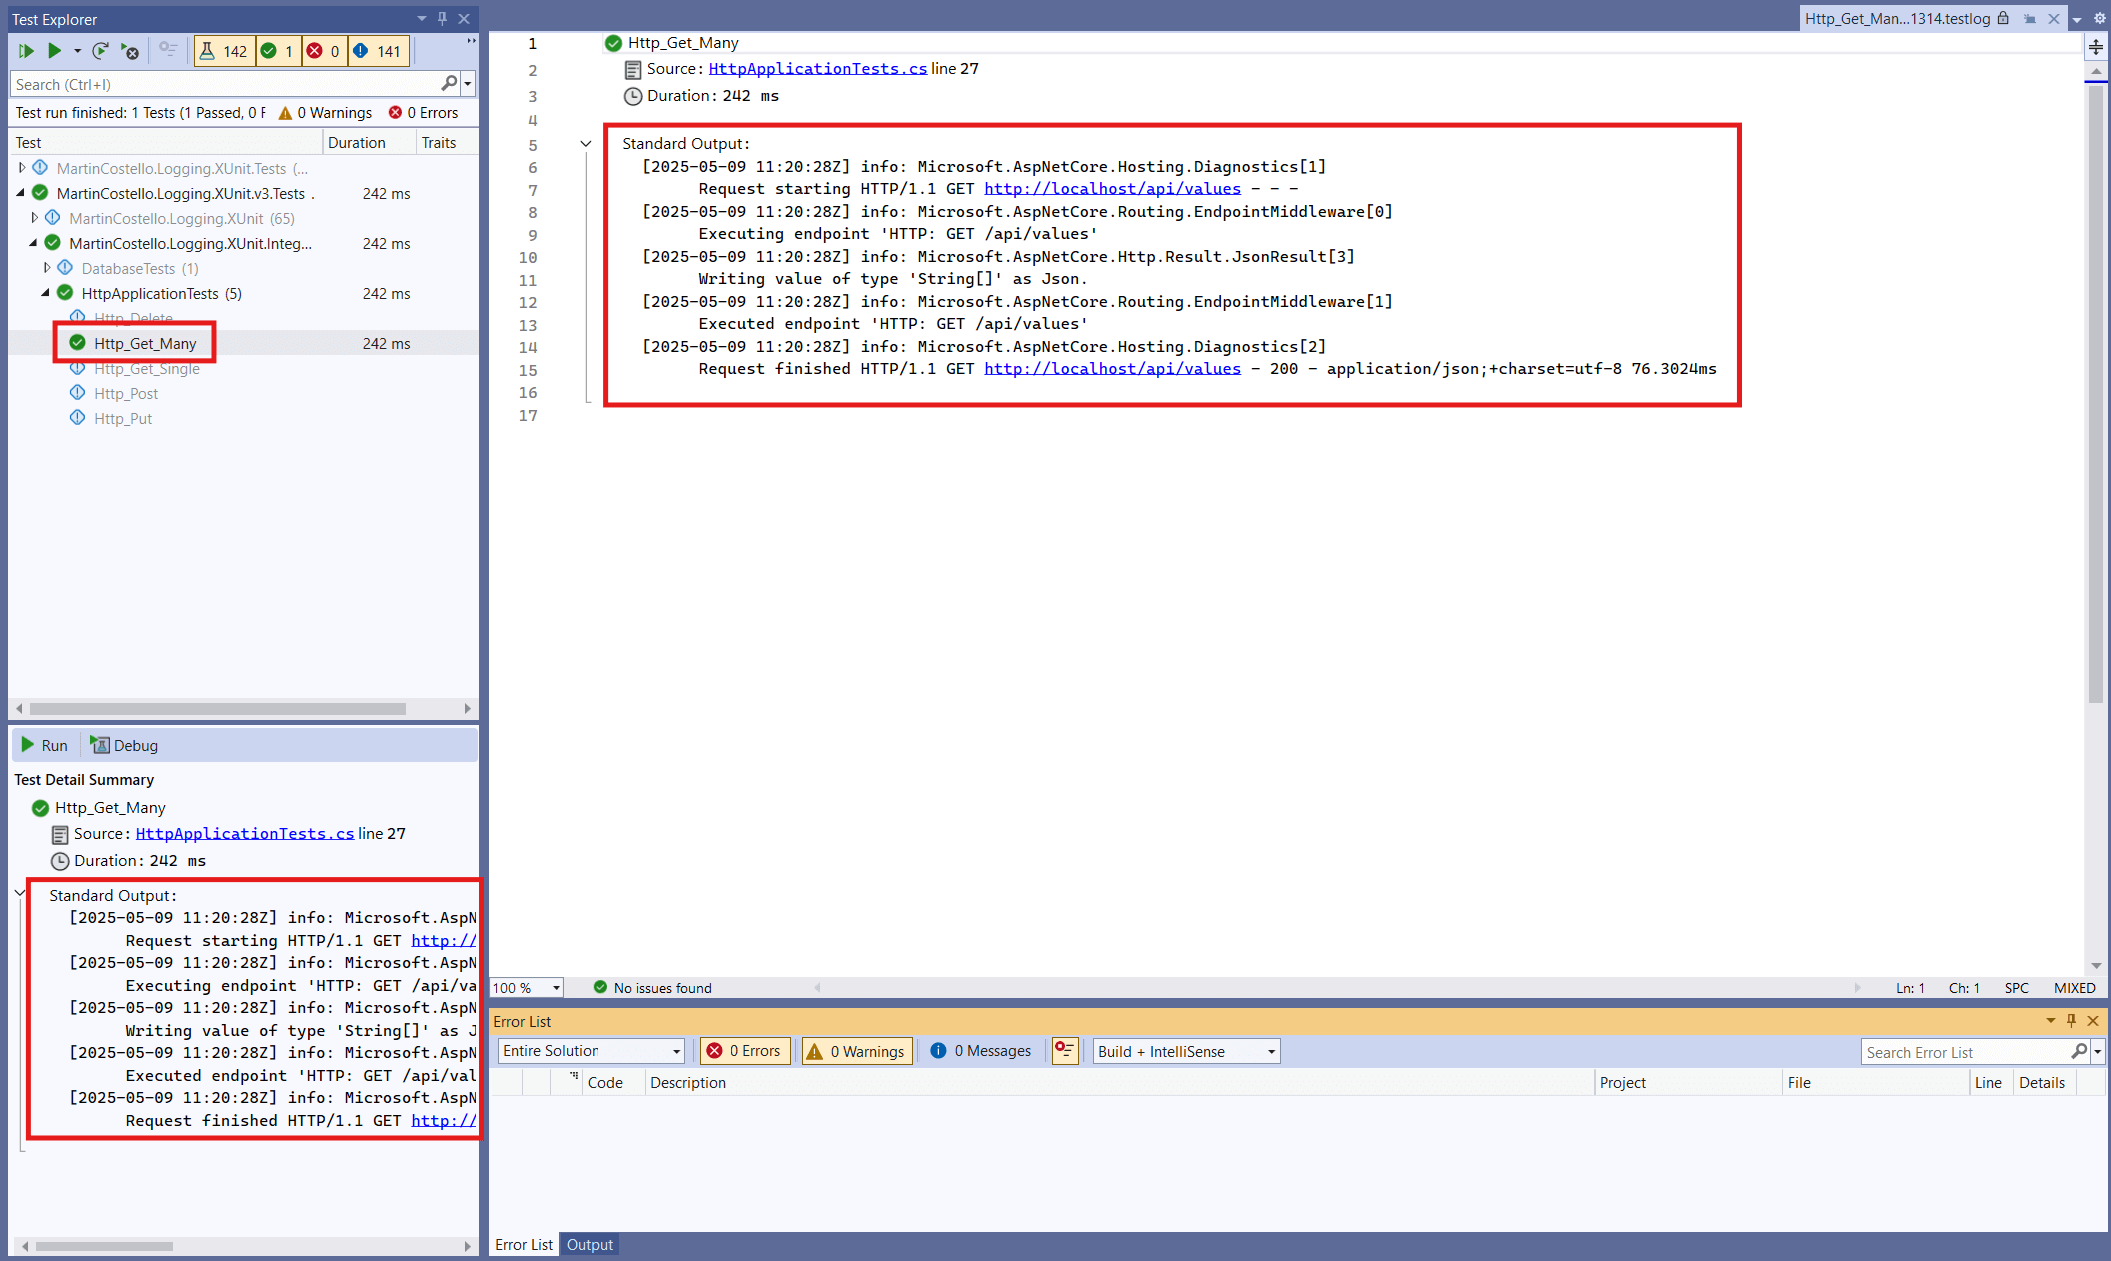 Test Explorer
142 1 0 141
Search (Ctrl+I)
Test run finished: 1 Tests (1 Passed, 0 F 0 Warnings 0 Errors
Test Duration Traits
MartinCostello.Logging.XUnit.Tests (...
MartinCostello.Logging.XUnit.v3.Tests . 242 ms
MartinCostello.Logging.XUnit (65)
MartinCostello.Logging.XUnit.Integ... 242 ms
DatabaseTests (1)
HttpApplicationTests (5) 242 ms
Http_Delete
Http_Get_Many 242 ms
Http_Get_Single
Http_Post
Http_Put
Run Debug
Test Detail Summary
Http_Get_Many
Source: HttpApplicationTests.cs line 27
Duration: 242 ms
Standard Output:
[2025-05-09 11:20:28Z] info: Microsoft.AspN
Request starting HTTP/1.1 GET http://
[2025-05-09 11:20:28Z] info: Microsoft.AspN
Executing endpoint 'HTTP: GET /api/va
[2025-05-09 11:20:28Z] info: Microsoft.AspN
Writing value of type 'String[]' as J
[2025-05-09 11:20:28Z] info: Microsoft.AspN
Executed endpoint 'HTTP: GET /api/val
[2025-05-09 11:20:28Z] info: Microsoft.AspN
Request finished HTTP/1.1 GET http://
Http_Get_Man...1314.testlog
1 Http_Get_Many
2 Source: HttpApplicationTests.cs line 27
3 Duration: 242 ms
4
5 Standard Output:
6 [2025-05-09 11:20:28Z] info: Microsoft.AspNetCore.Hosting.Diagnostics[1]
7 Request starting HTTP/1.1 GET http://localhost/api/values - - -
8 [2025-05-09 11:20:28Z] info: Microsoft.AspNetCore.Routing.EndpointMiddleware[0]
9 Executing endpoint 'HTTP: GET /api/values'
10 [2025-05-09 11:20:28Z] info: Microsoft.AspNetCore.Http.Result.JsonResult[3]
11 Writing value of type 'String[]' as Json.
12 [2025-05-09 11:20:28Z] info: Microsoft.AspNetCore.Routing.EndpointMiddleware[1]
13 Executed endpoint 'HTTP: GET /api/values'
14 [2025-05-09 11:20:28Z] info: Microsoft.AspNetCore.Hosting.Diagnostics[2]
15 Request finished HTTP/1.1 GET http://localhost/api/values - 200 - application/json;+charset=utf-8 76.3024ms
16
17
100 % No issues found Ln: 1 Ch: 1 SPC MIXED
Error List
Entire Solution 0 Errors 0 Warnings 0 Messages Build + IntelliSense Search Error List
Code Description Project File Line Details
Error List Output